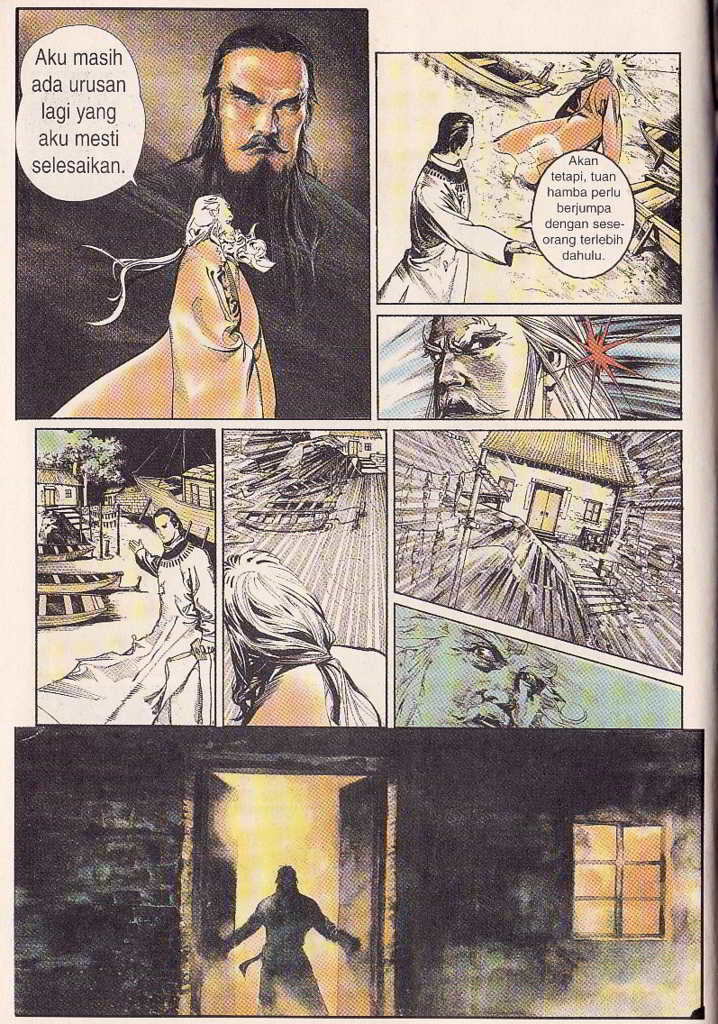 Aku masih
ada urusan
lagi yang
aku mesti
selesaikan.
Akan
tetapi, tuan
hamba perlu
berjumpa
dengan sese-
orang terlebih
dahulu.